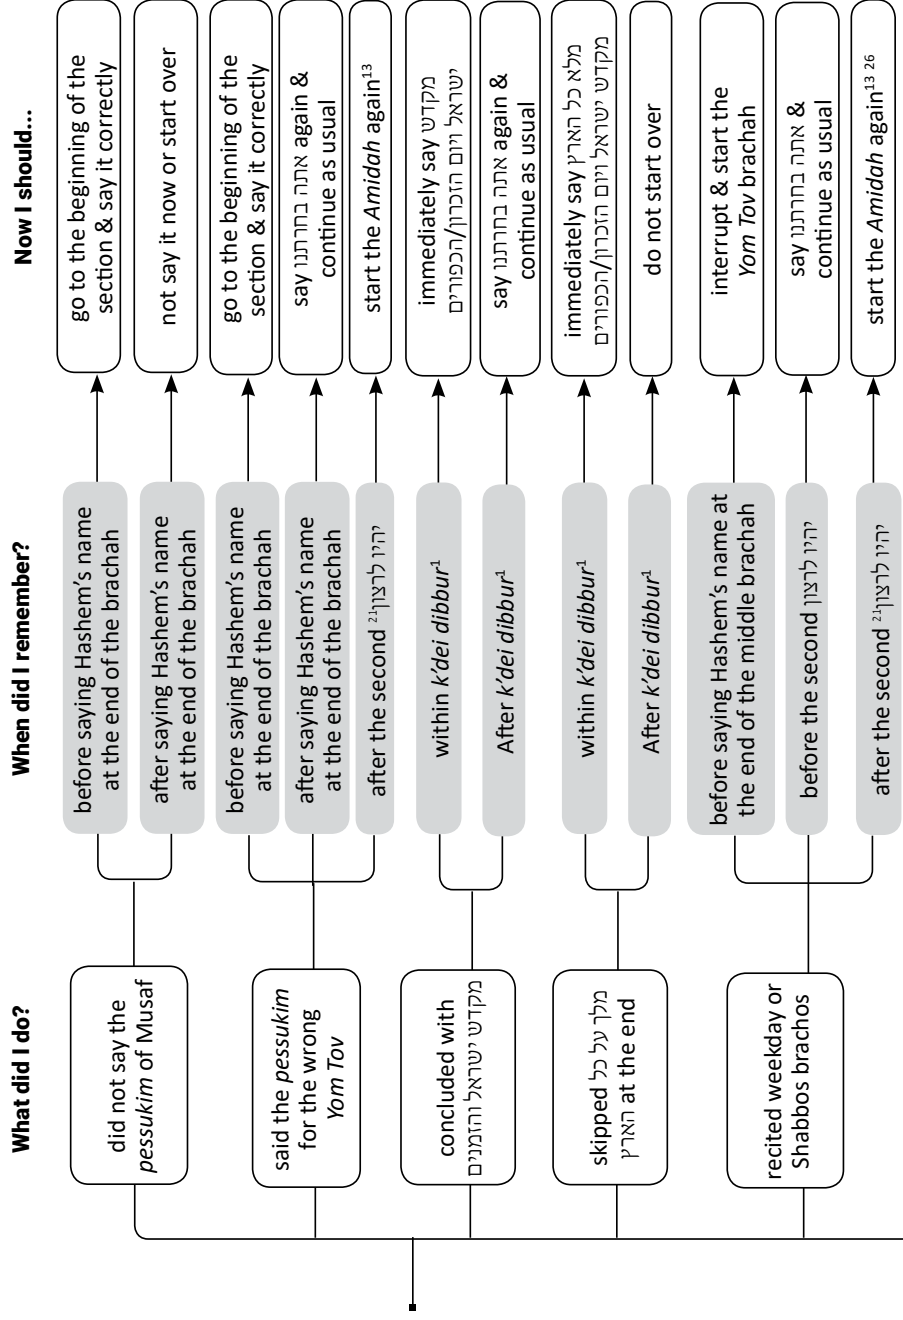 What did I do?
When did I remember?
Now I should...
did not say the
pessukim of Musaf
before saying Hashem's name
at the end of the brachah
go to the beginning of the
section & say it correctly
after saying Hashem's name
at the end of the brachah
not say it now or start over
said the pessukim
for the wrong
Yom Tov
before saying Hashem's name
at the end of the brachah
go to the beginning of the
section & say it correctly
after saying Hashem's name
at the end of the brachah
say אתה בחרתנו again &
continue as usual
after the second יהיו לרצון21
start the Amidah again13
concluded with
מקדש ישראל והזמנים
within k'dei dibbur1
immediately say מקדש
ישראל ויום הזכרון/הכפורים
After k'dei dibbur1
say אתה בחרתנו again &
continue as usual
skipped מלך על כל
הארץ at the end
within k'dei dibbur1
immediately say מלא כל הארץ
מקדש ישראל ויום הזכרון/הכפורים
After k'dei dibbur1
do not start over
recited weekday or
Shabbos brachos
before saying Hashem's name at
the end of the middle brachah
interrupt & start the
Yom Tov brachah
before the second יהיו לרצון
say אתה בחרתנו &
continue as usual
after the second יהיו לרצון21
start the Amidah again13 26